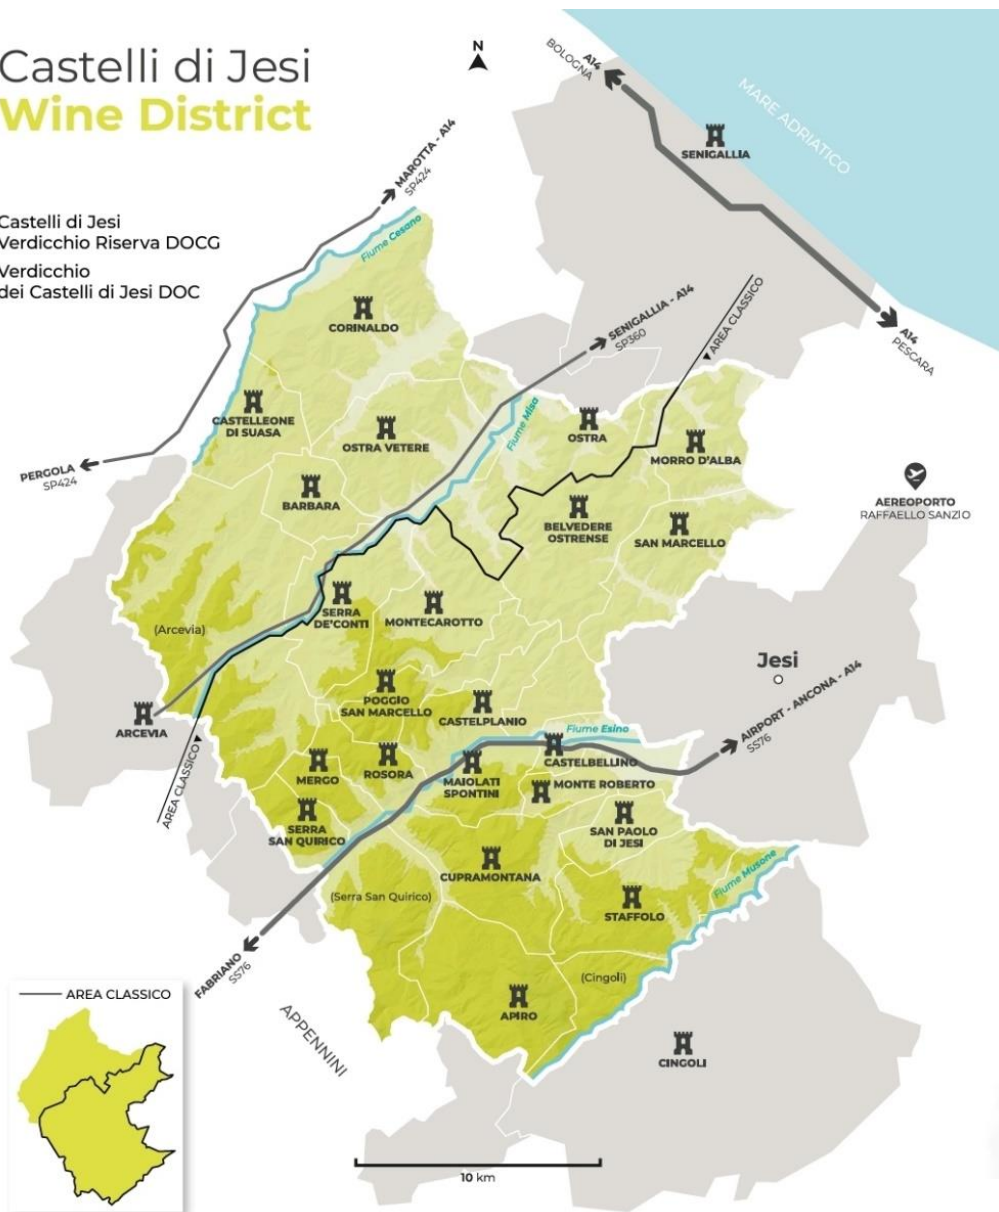 Castelli di Jesi
Wine District
Castelli di Jesi
Verdicchio Riserva DOCG
Verdicchio
dei Castelli di Jesi DOC
N
A14
BOLOGNA
MARE ADRIATICO
SENIGALLIA
MAROTTA - A14
SP424
Fiume Cesano
CORINALDO
SENIGALLIA - A14
SP360
AREA CLASSICO
A14
PESCARA
CASTELLEONE
DI SUASA
OSTRA VETERE
Fiume Misa
OSTRA
MORRO D'ALBA
PERGOLA
SP424
BARBARA
BELVEDERE
OSTRENSE
SAN MARCELLO
AEREOPORTO
RAFFAELLO SANZIO
(Arcevia)
SERRA
DE'CONTI
MONTECAROTTO
Jesi
POGGIO
SAN MARCELLO
CASTELPLANIO
ARCEVIA
AREA CLASSICO
Fiume Esino
AIRPORT - ANCONA - A14
SS76
MERGO
ROSORA
MAIOLATI
SPONTINI
CASTELBELLINO
MONTE ROBERTO
SERRA
SAN QUIRICO
SAN PAOLO
DI JESI
CUPRAMONTANA
Fiume Musone
(Serra San Quirico)
STAFFOLO
FABRIANO
SS76
(Cingoli)
AREA CLASSICO
APPENNINI
APIRO
CINGOLI
10 km